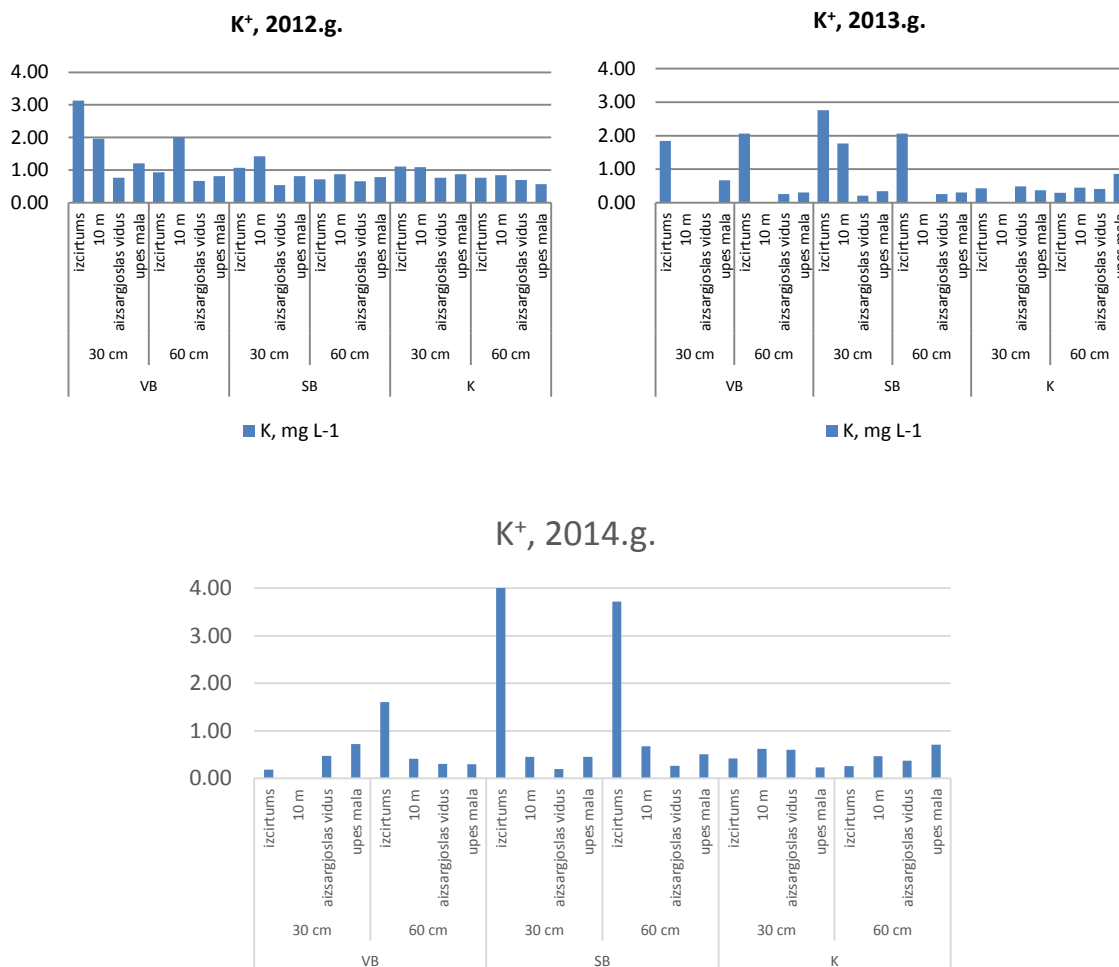 K⁺, 2012.g.
4.00
3.00
2.00
1.00
0.00
izcirtums
10 m
aizsargjoslas vidus
upes mala
izcirtums
10 m
aizsargjoslas vidus
upes mala
izcirtums
10 m
aizsargjoslas vidus
upes mala
izcirtums
10 m
aizsargjoslas vidus
upes mala
izcirtums
10 m
aizsargjoslas vidus
upes mala
izcirtums
10 m
aizsargjoslas vidus
upes mala
30 cm 60 cm 30 cm 60 cm 30 cm 60 cm
VB SB K
K, mg L-1
K⁺, 2013.g.
4.00
3.00
2.00
1.00
0.00
izcirtums
10 m
aizsargjoslas vidus
upes mala
izcirtums
10 m
aizsargjoslas vidus
upes mala
izcirtums
10 m
aizsargjoslas vidus
upes mala
izcirtums
10 m
aizsargjoslas vidus
upes mala
izcirtums
10 m
aizsargjoslas vidus
upes mala
izcirtums
10 m
aizsargjoslas vidus
upes mala
30 cm 60 cm 30 cm 60 cm 30 cm 60 cm
VB SB K
K, mg L-1
K⁺, 2014.g.
4.00
3.00
2.00
1.00
0.00
izcirtums
10 m
aizsargjoslas vidus
upes mala
izcirtums
10 m
aizsargjoslas vidus
upes mala
izcirtums
10 m
aizsargjoslas vidus
upes mala
izcirtums
10 m
aizsargjoslas vidus
upes mala
izcirtums
10 m
aizsargjoslas vidus
upes mala
izcirtums
10 m
aizsargjoslas vidus
upes mala
30 cm 60 cm 30 cm 60 cm 30 cm 60 cm
VB SB K